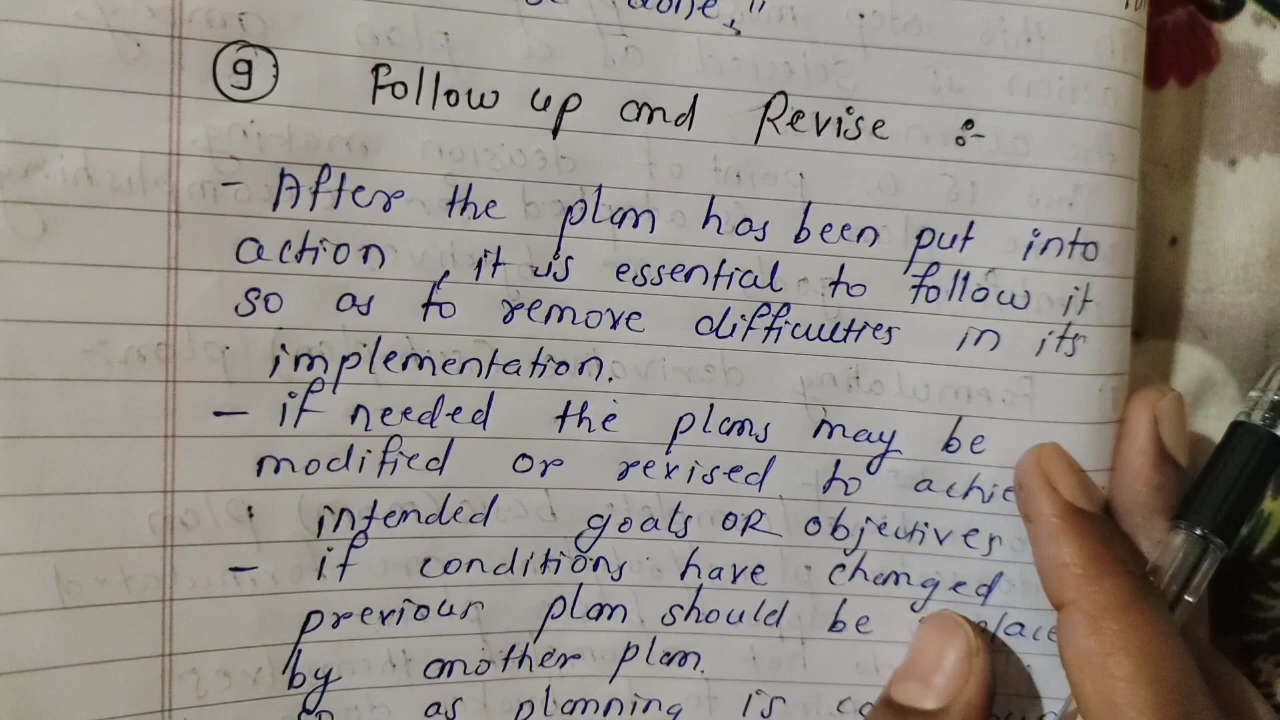 done,"
9 Follow up and Revise :-
- After the plan has been put into
action, it is essential to follow it
so as to remove difficulties in its
implementation.
- if needed the plans may be
modified or revised to achie
intended goals OR objectives
- if conditions have changed
previous plan should be place
by another plan.
as planning is